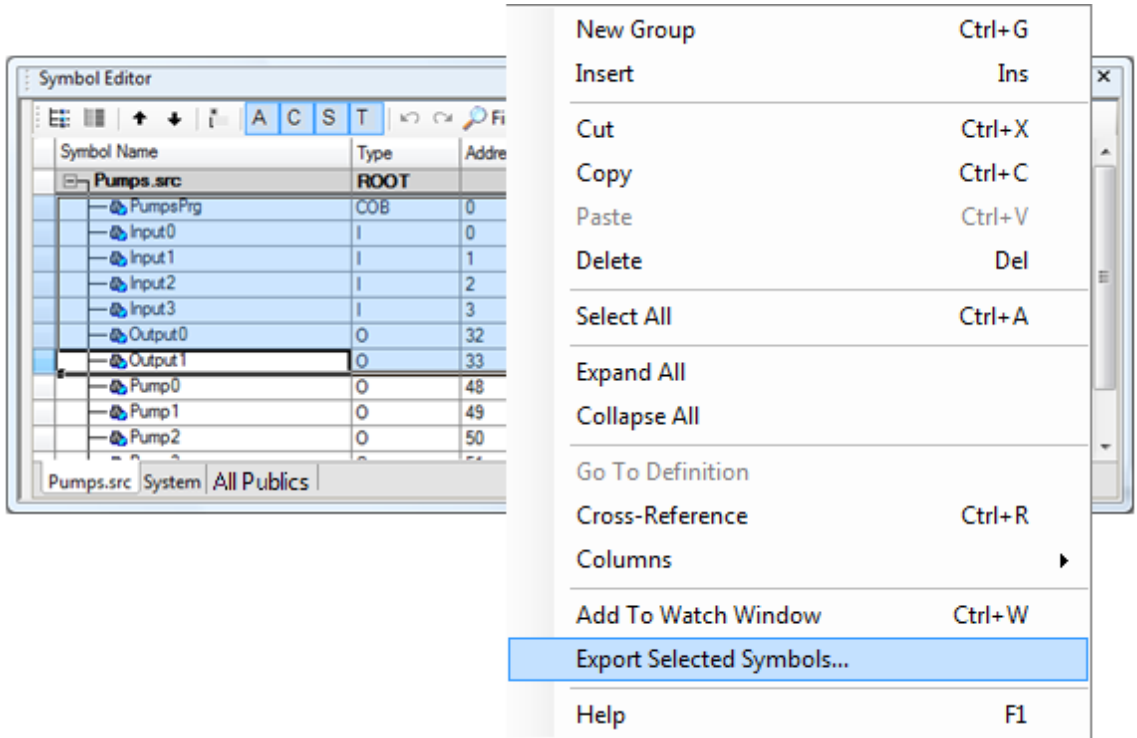 Symbol Editor
A C S T Fi
Symbol Name Type Addre
Pumps.src ROOT
PumpsPrg COB 0
Input0 I 0
Input1 I 1
Input2 I 2
Input3 I 3
Output0 O 32
Output1 O 33
Pump0 O 48
Pump1 O 49
Pump2 O 50
Pumps.src System All Publics
New Group Ctrl+G
Insert Ins
Cut Ctrl+X
Copy Ctrl+C
Paste Ctrl+V
Delete Del
Select All Ctrl+A
Expand All
Collapse All
Go To Definition
Cross-Reference Ctrl+R
Columns
Add To Watch Window Ctrl+W
Export Selected Symbols...
Help F1